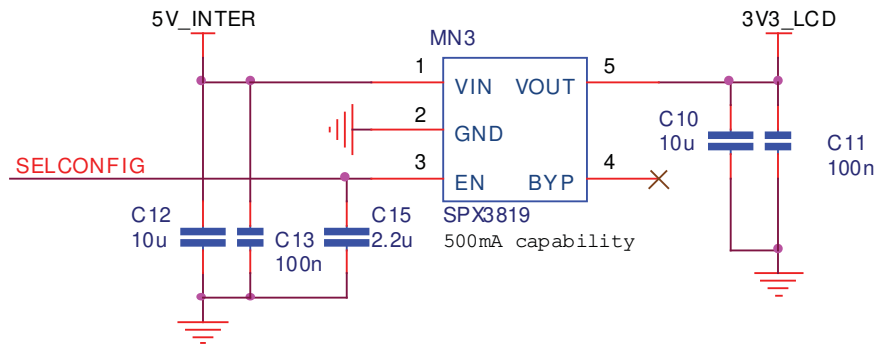 5V_INTER
3V3_LCD
MN3
1
5
VIN
VOUT
2
GND
C10
10u
C11
100n
SELCONFIG
3
4
EN
BYP
C12
10u
C13
100n
C15
2.2u
SPX3819
500mA capability